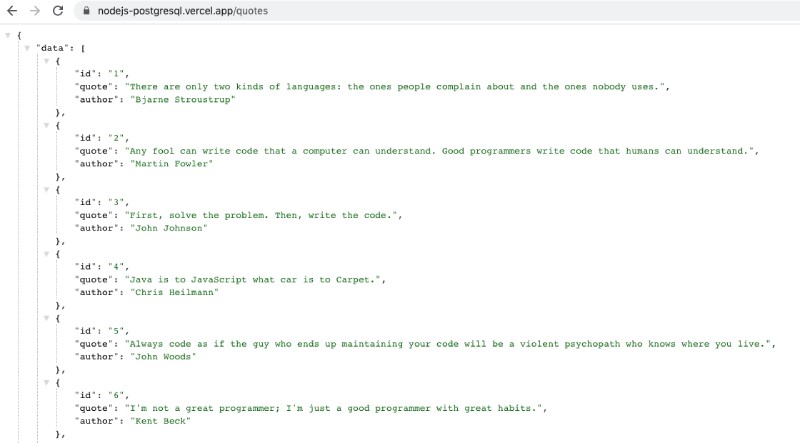 nodejs-postgresql.vercel.app/quotes
{
"data": [
{
"id": "1",
"quote": "There are only two kinds of languages: the ones people complain about and the ones nobody uses.",
"author": "Bjarne Stroustrup"
},
{
"id": "2",
"quote": "Any fool can write code that a computer can understand. Good programmers write code that humans can understand.",
"author": "Martin Fowler"
},
{
"id": "3",
"quote": "First, solve the problem. Then, write the code.",
"author": "John Johnson"
},
{
"id": "4",
"quote": "Java is to JavaScript what car is to Carpet.",
"author": "Chris Heilmann"
},
{
"id": "5",
"quote": "Always code as if the guy who ends up maintaining your code will be a violent psychopath who knows where you live.",
"author": "John Woods"
},
{
"id": "6",
"quote": "I'm not a great programmer; I'm just a good programmer with great habits.",
"author": "Kent Beck"
},